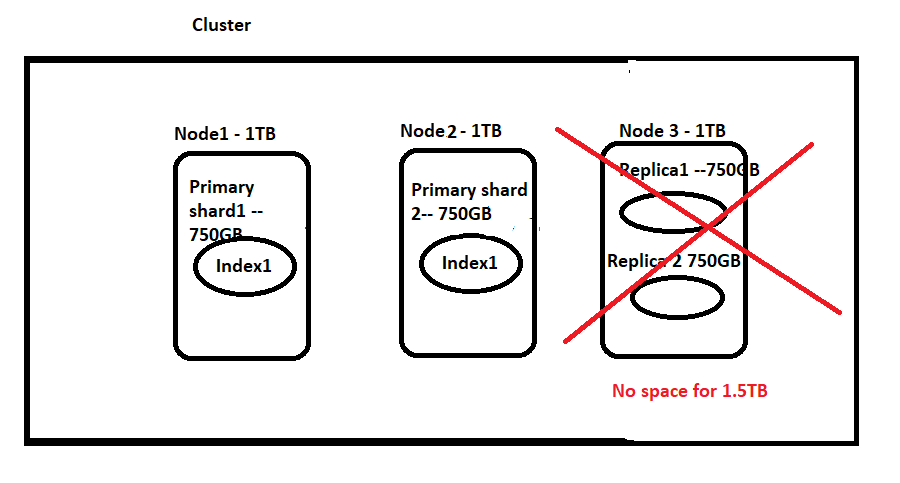 Cluster
Node1 - 1TB
Primary
shard1 --
750GB
Index1
Node2 - 1TB
Primary shard
2-- 750GB
Index1
Node 3 - 1TB
Replica1 --750GB
Replica 2 750GB
No space for 1.5TB